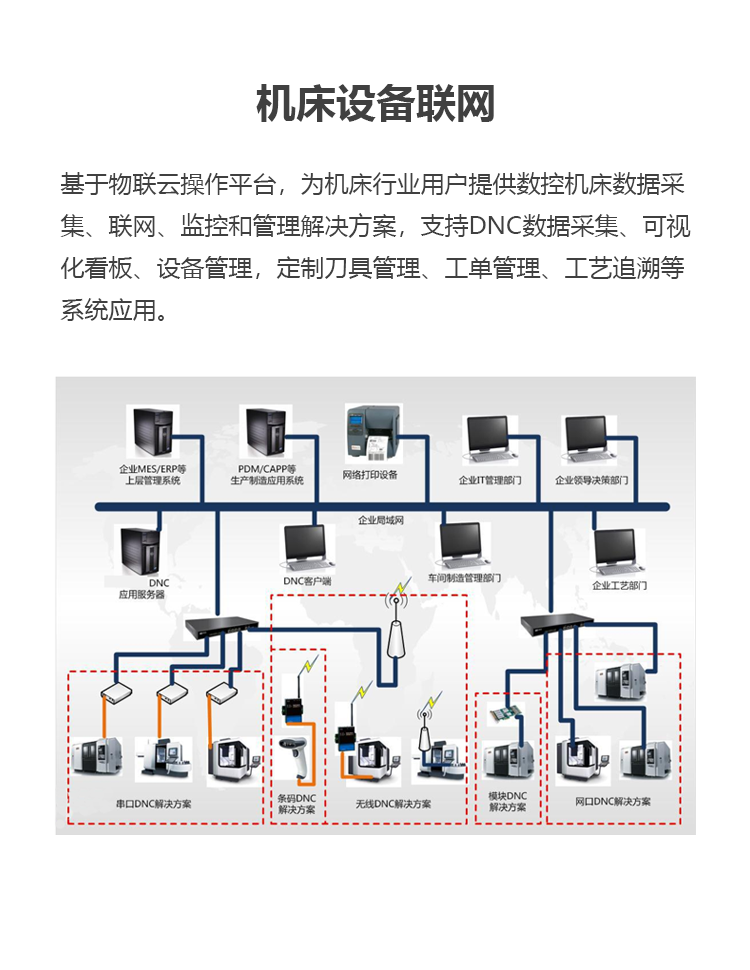 机床设备联网
基于物联云操作平台，为机床行业用户提供数控机床数据采
集、联网、监控和管理解决方案，支持DNC数据采集、可视
化看板、设备管理，定制刀具管理、工单管理、工艺追溯等
系统应用。
企业MES/ERP等
上层管理系统
PDM/CAPP等
生产制造应用系统
网络打印设备
企业IT管理部门
企业领导决策部门
企业局域网
DNC
应用服务器
DNC客户端
车间制造管理部门
企业工艺部门
串口DNC解决方案
条码DNC
解决方案
无线DNC解决方案
模块DNC
解决方案
网口DNC解决方案